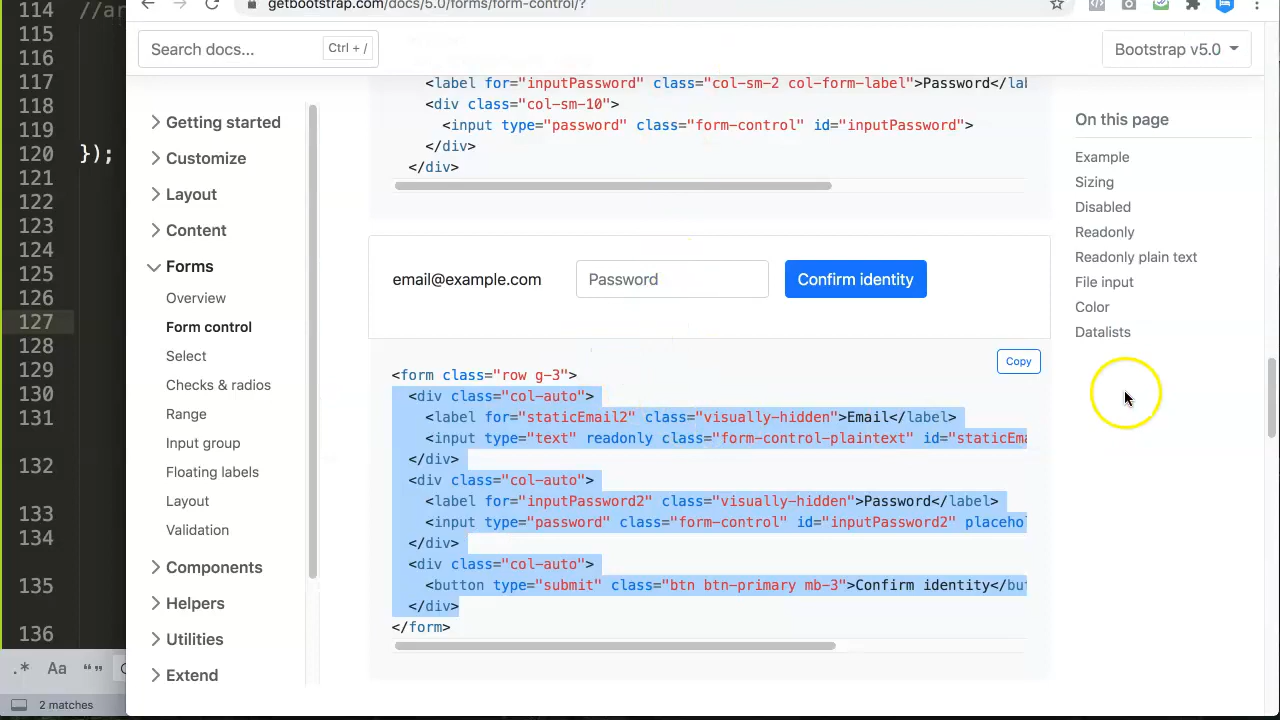 114
//ar
115
116
117
118
119
120
});
121
122
123
124
125
126
127
128
129
130
131
132
133
134
135
136
.*
Aa
“”
2 matches
getbootstrap.com/docs/5.0/forms/form-control/?
Search docs...
Ctrl + /
Bootstrap v5.0
Getting started
Customize
Layout
Content
Forms
Overview
Form control
Select
Checks & radios
Range
Input group
Floating labels
Layout
Validation
Components
Helpers
Utilities
Extend
<label for="inputPassword" class="col-sm-2 col-form-label">Password</lab
<div class="col-sm-10">
<input type="password" class="form-control" id="inputPassword">
</div>
</div>
email@example.com
Password
Confirm identity
Copy
<form class="row g-3">
<div class="col-auto">
<label for="staticEmail2" class="visually-hidden">Email</label>
<input type="text" readonly class="form-control-plaintext" id="staticEma
</div>
<div class="col-auto">
<label for="inputPassword2" class="visually-hidden">Password</label>
<input type="password" class="form-control" id="inputPassword2" placehol
</div>
<div class="col-auto">
<button type="submit" class="btn btn-primary mb-3">Confirm identity</but
</div>
</form>
On this page
Example
Sizing
Disabled
Readonly
Readonly plain text
File input
Color
Datalists